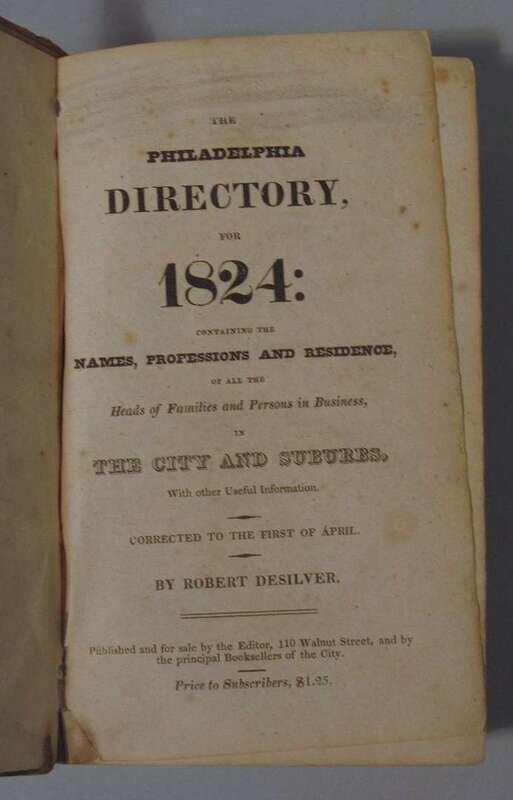 THE
PHILADELPHIA
DIRECTORY,
FOR
1824:
CONTAINING THE
NAMES, PROFESSIONS AND RESIDENCE,
OF ALL THE
Heads of Families and Persons in Business,
IN
THE CITY AND SUBURBS,
With other Useful Information.
CORRECTED TO THE FIRST OF APRIL.
BY ROBERT DESILVER.
Published and for sale by the Editor, 110 Walnut Street, and by
the principal Booksellers of the City.
Price to Subscribers, $1.25.